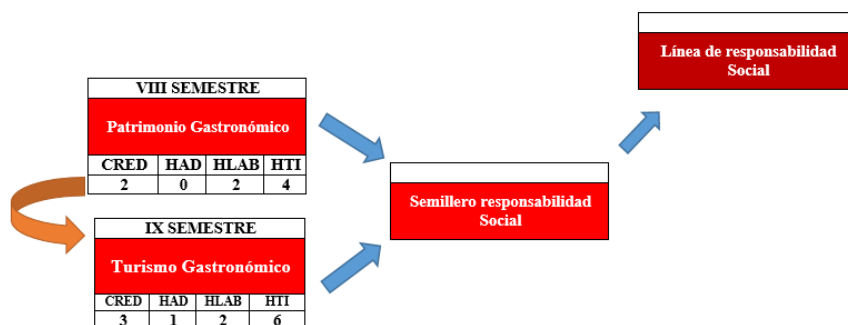 VIII SEMESTRE
Patrimonio Gastronómico
CRED HAD HLAB HTI
2 0 2 4
IX SEMESTRE
Turismo Gastronómico
CRED HAD HLAB HTI
3 1 2 6
Semillero responsabilidad
Social
Línea de responsabilidad
Social